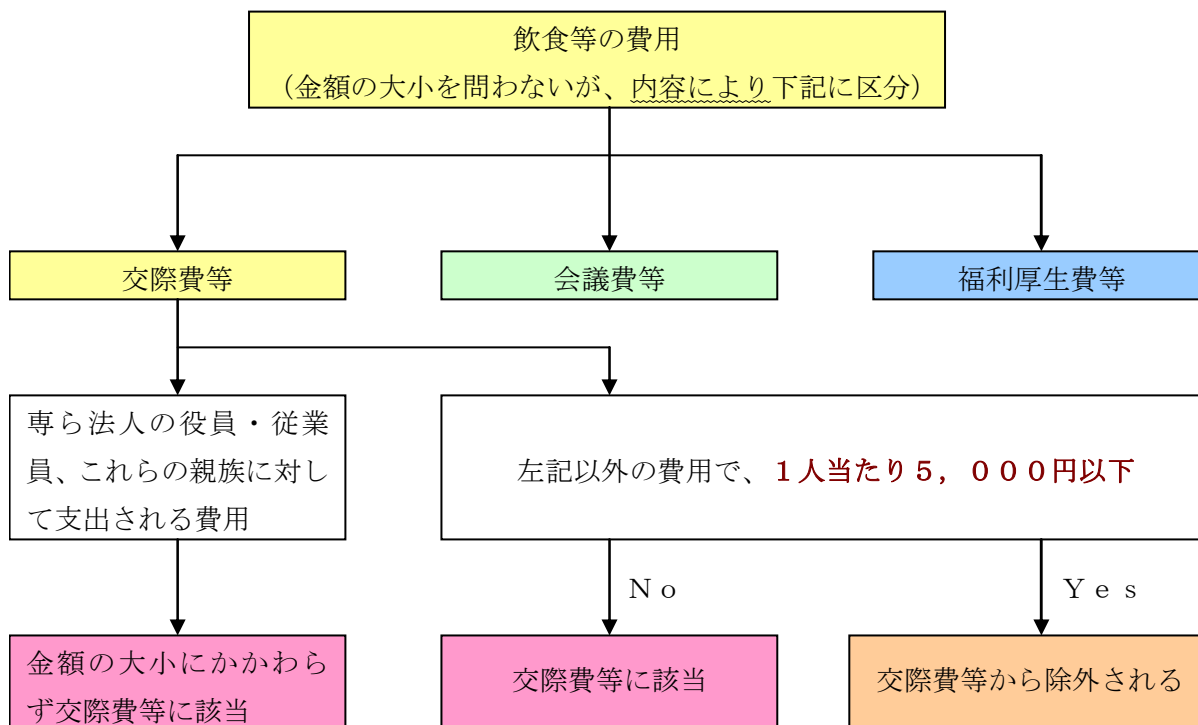 飲食等の費用
（金額の大小を問わないが、内容により下記に区分）
交際費等
会議費等
福利厚生費等
専ら法人の役員・従業
員、これらの親族に対し
て支出される費用
左記以外の費用で、１人当たり５，０００円以下
Ｎｏ
Ｙｅｓ
金額の大小にかかわら
ず交際費等に該当
交際費等に該当
交際費等から除外される